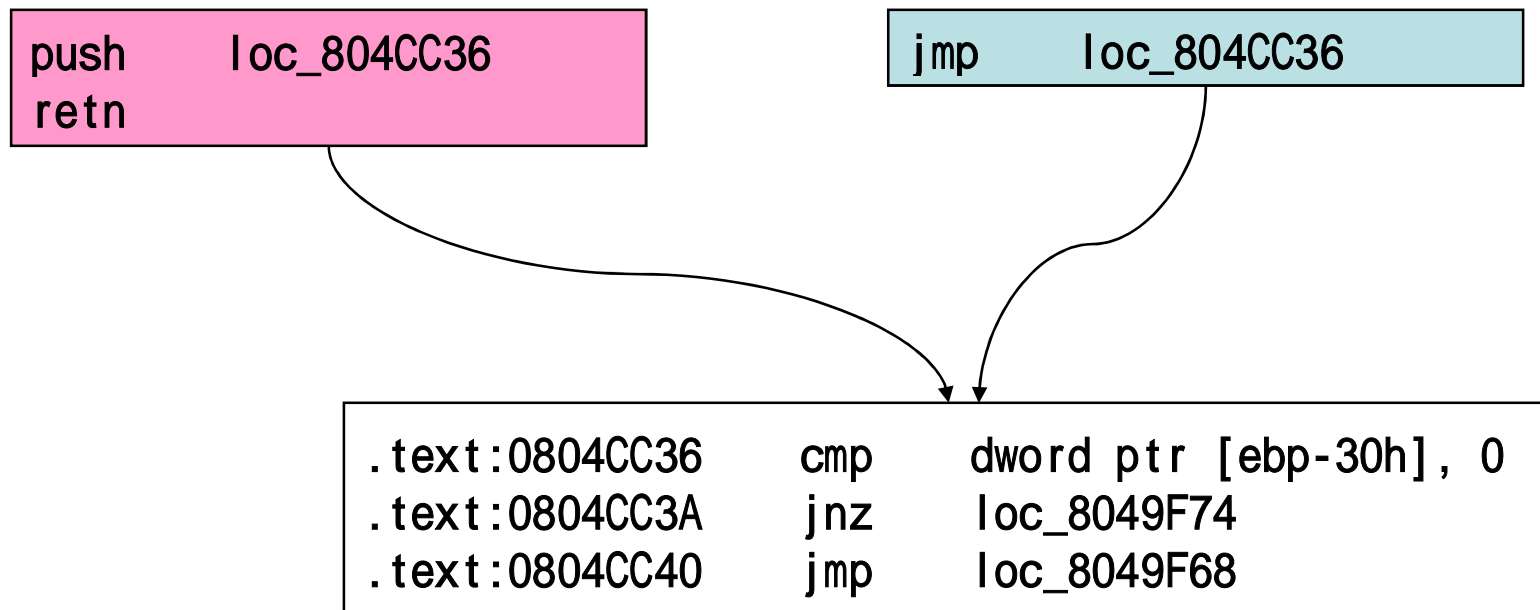 push loc_804CC36
retn
jmp loc_804CC36
.text:0804CC36 cmp dword ptr [ebp-30h], 0
.text:0804CC3A jnz loc_8049F74
.text:0804CC40 jmp loc_8049F68